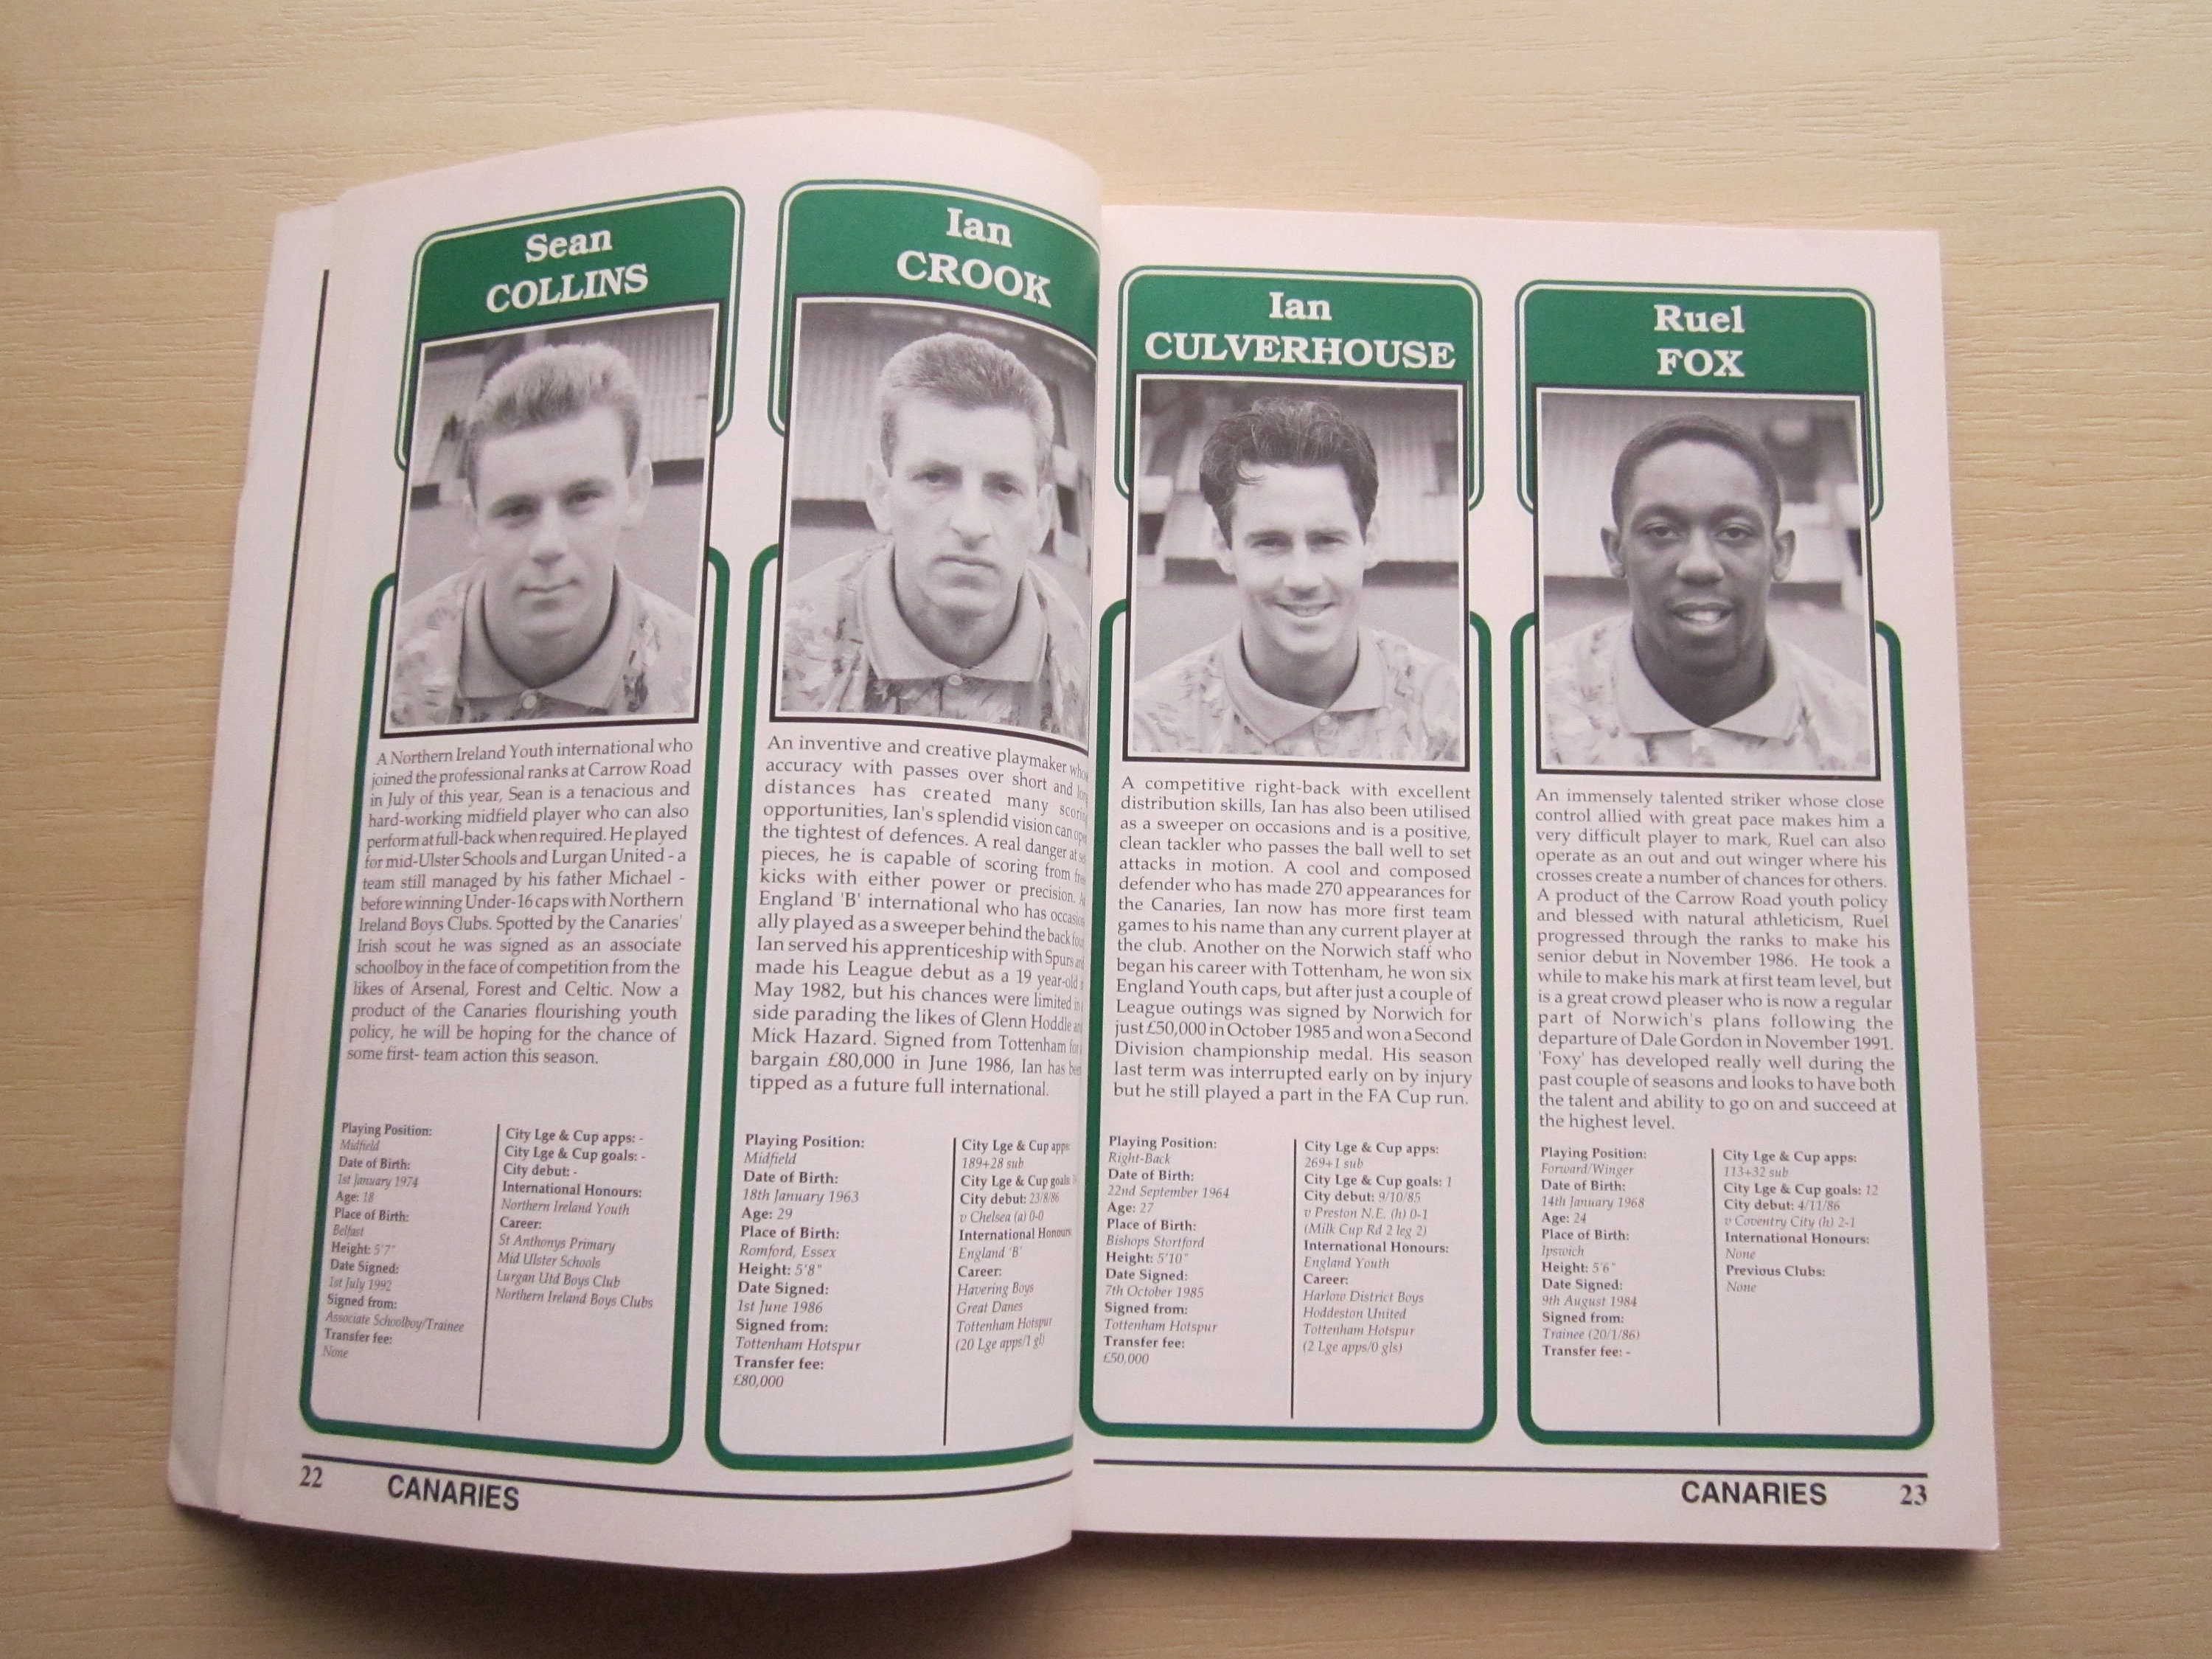 Sean
COLLINS
A Northern Ireland Youth international who
joined the professional ranks at Carrow Road
in July of this year, Sean is a tenacious and
hard-working midfield player who can also
perform at full-back when required. He played
for mid-Ulster Schools and Lurgan United - a
team still managed by his father Michael -
before winning Under-16 caps with Northern
Ireland Boys Clubs. Spotted by the Canaries'
Irish scout he was signed as an associate
schoolboy in the face of competition from the
likes of Arsenal, Forest and Celtic. Now a
product of the Canaries flourishing youth
policy, he will be hoping for the chance of
some first- team action this season.
Playing Position:
Midfield
Date of Birth:
1st January 1974
Age: 18
Place of Birth:
Belfast
Height: 5'7"
Date Signed:
1st July 1992
Signed from:
Associate Schoolboy/Trainee
Transfer fee:
None
City Lge & Cup apps: -
City Lge & Cup goals: -
City debut: -
International Honours:
Northern Ireland Youth
Career:
St Anthonys Primary
Mid Ulster Schools
Lurgan Utd Boys Club
Northern Ireland Boys Clubs
Ian
CROOK
An inventive and creative playmaker
accuracy with passes over short and
distances has created many
opportunities, Ian's splendid vision can
the tightest of defences. A real danger at
pieces, he is capable of scoring from
kicks with either power or precision.
England 'B' international who has
ally played as a sweeper behind the back
Ian served his apprenticeship with Spurs
made his League debut as a 19 year-old
May 1982, but his chances were limited
side parading the likes of Glenn Hoddle
Mick Hazard. Signed from Tottenham
bargain £80,000 in June 1986, Ian has
tipped as a future full international.
Playing Position:
Midfield
Date of Birth:
18th January 1963
Age: 29
Place of Birth:
Romford, Essex
Height: 5'8"
Date Signed:
1st June 1986
Signed from:
Tottenham Hotspur
Transfer fee:
£80,000
City Lge & Cup apps:
189+28 sub
City Lge & Cup goals
City debut: 23/8/86
v Chelsea (a) 0-0
International Honours
England 'B'
Career:
Havering Boys
Great Danes
Tottenham Hotspur
(20 Lge apps/1 gl)
22 CANARIES
Ian
CULVERHOUSE
A competitive right-back with excellent
distribution skills, Ian has also been utilised
as a sweeper on occasions and is a positive,
clean tackler who passes the ball well to set
attacks in motion. A cool and composed
defender who has made 270 appearances for
the Canaries, Ian now has more first team
games to his name than any current player at
the club. Another on the Norwich staff who
began his career with Tottenham, he won six
England Youth caps, but after just a couple of
League outings was signed by Norwich for
just £50,000 in October 1985 and won a Second
Division championship medal. His season
last term was interrupted early on by injury
but he still played a part in the FA Cup run.
Playing Position:
Right-Back
Date of Birth:
22nd September 1964
Age: 27
Place of Birth:
Bishops Stortford
Height: 5'10"
Date Signed:
7th October 1985
Signed from:
Tottenham Hotspur
Transfer fee:
£50,000
City Lge & Cup apps:
269+1 sub
City Lge & Cup goals: 1
City debut: 9/10/85
v Preston N.E. (h) 0-1
(Milk Cup Rd 2 leg 2)
International Honours:
England Youth
Career:
Harlow District Boys
Hoddeston United
Tottenham Hotspur
(2 Lge apps/0 gls)
Ruel
FOX
An immensely talented striker whose close
control allied with great pace makes him a
very difficult player to mark, Ruel can also
operate as an out and out winger where his
crosses create a number of chances for others.
A product of the Carrow Road youth policy
and blessed with natural athleticism, Ruel
progressed through the ranks to make his
senior debut in November 1986. He took a
while to make his mark at first team level, but
is a great crowd pleaser who is now a regular
part of Norwich's plans following the
departure of Dale Gordon in November 1991.
'Foxy' has developed really well during the
past couple of seasons and looks to have both
the talent and ability to go on and succeed at
the highest level.
Playing Position:
Forward/Winger
Date of Birth:
14th January 1968
Age: 24
Place of Birth:
Ipswich
Height: 5'6"
Date Signed:
9th August 1984
Signed from:
Trainee (20/1/86)
Transfer fee: -
City Lge & Cup apps:
113+32 sub
City Lge & Cup goals: 12
City debut: 4/11/86
v Coventry City (h) 2-1
International Honours:
None
Previous Clubs:
None
CANARIES 23